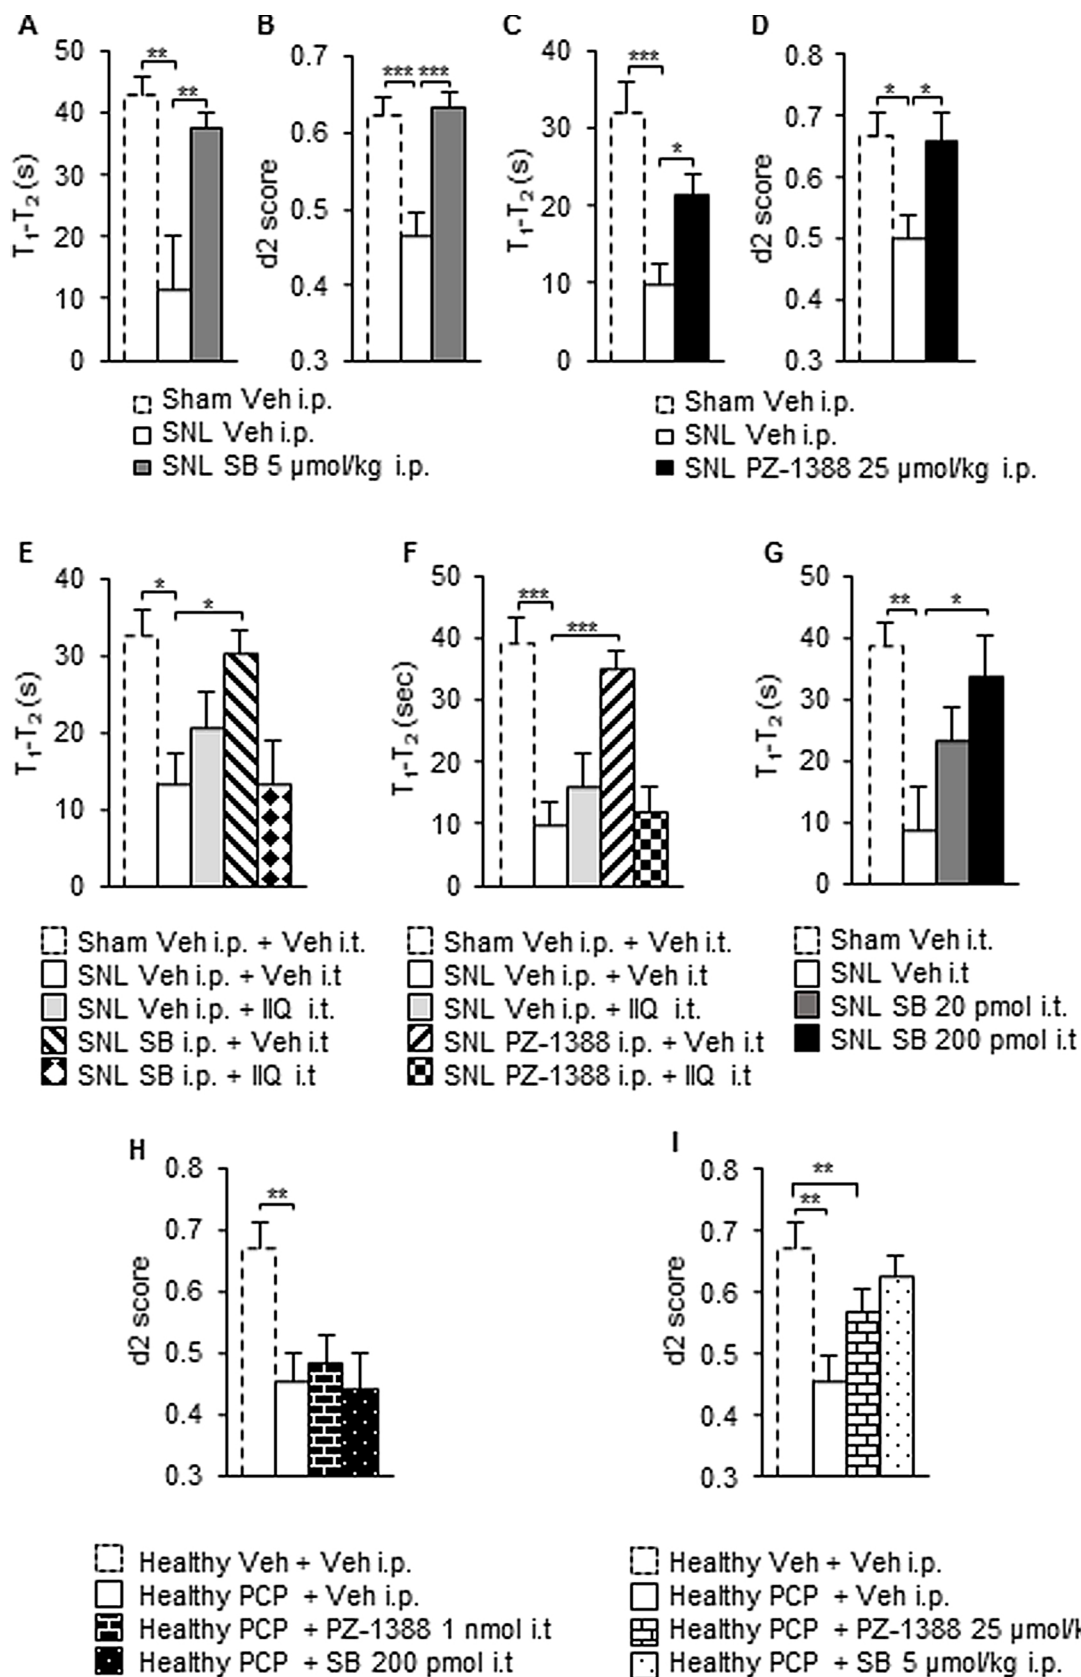 A
B
C
D
50
40
30
20
10
0
T1-T2 (s)
**
**
0.7
0.6
0.5
0.4
0.3
d2 score
*** ***
40
30
20
10
0
T1-T2 (s)
***
*
0.8
0.7
0.6
0.5
0.4
0.3
d2 score
* *
Sham Veh i.p.
SNL Veh i.p.
SNL SB 5 µmol/kg i.p.
Sham Veh i.p.
SNL Veh i.p.
SNL PZ-1388 25 µmol/kg i.p.
E
F
G
40
30
20
10
0
T1-T2 (s)
*
*
50
40
30
20
10
0
T1-T2 (sec)
***
***
50
40
30
20
10
0
T1-T2 (s)
**
*
Sham Veh i.p. + Veh i.t.
SNL Veh i.p. + Veh i.t
SNL Veh i.p. + IIQ i.t.
SNL SB i.p. + Veh i.t
SNL SB i.p. + IIQ i.t
Sham Veh i.p. + Veh i.t.
SNL Veh i.p. + Veh i.t
SNL Veh i.p. + IIQ i.t.
SNL PZ-1388 i.p. + Veh i.t
SNL PZ-1388 i.p. + IIQ i.t
Sham Veh i.t.
SNL Veh i.t
SNL SB 20 pmol i.t.
SNL SB 200 pmol i.t
H
I
0.8
0.7
0.6
0.5
0.4
0.3
d2 score
**
0.8
0.7
0.6
0.5
0.4
0.3
d2 score
**
**
Healthy Veh + Veh i.p.
Healthy PCP + Veh i.p.
Healthy PCP + PZ-1388 1 nmol i.t
Healthy PCP + SB 200 pmol i.t
Healthy Veh + Veh i.p.
Healthy PCP + Veh i.p.
Healthy PCP + PZ-1388 25 µmol/k
Healthy PCP + SB 5 µmol/kg i.p.